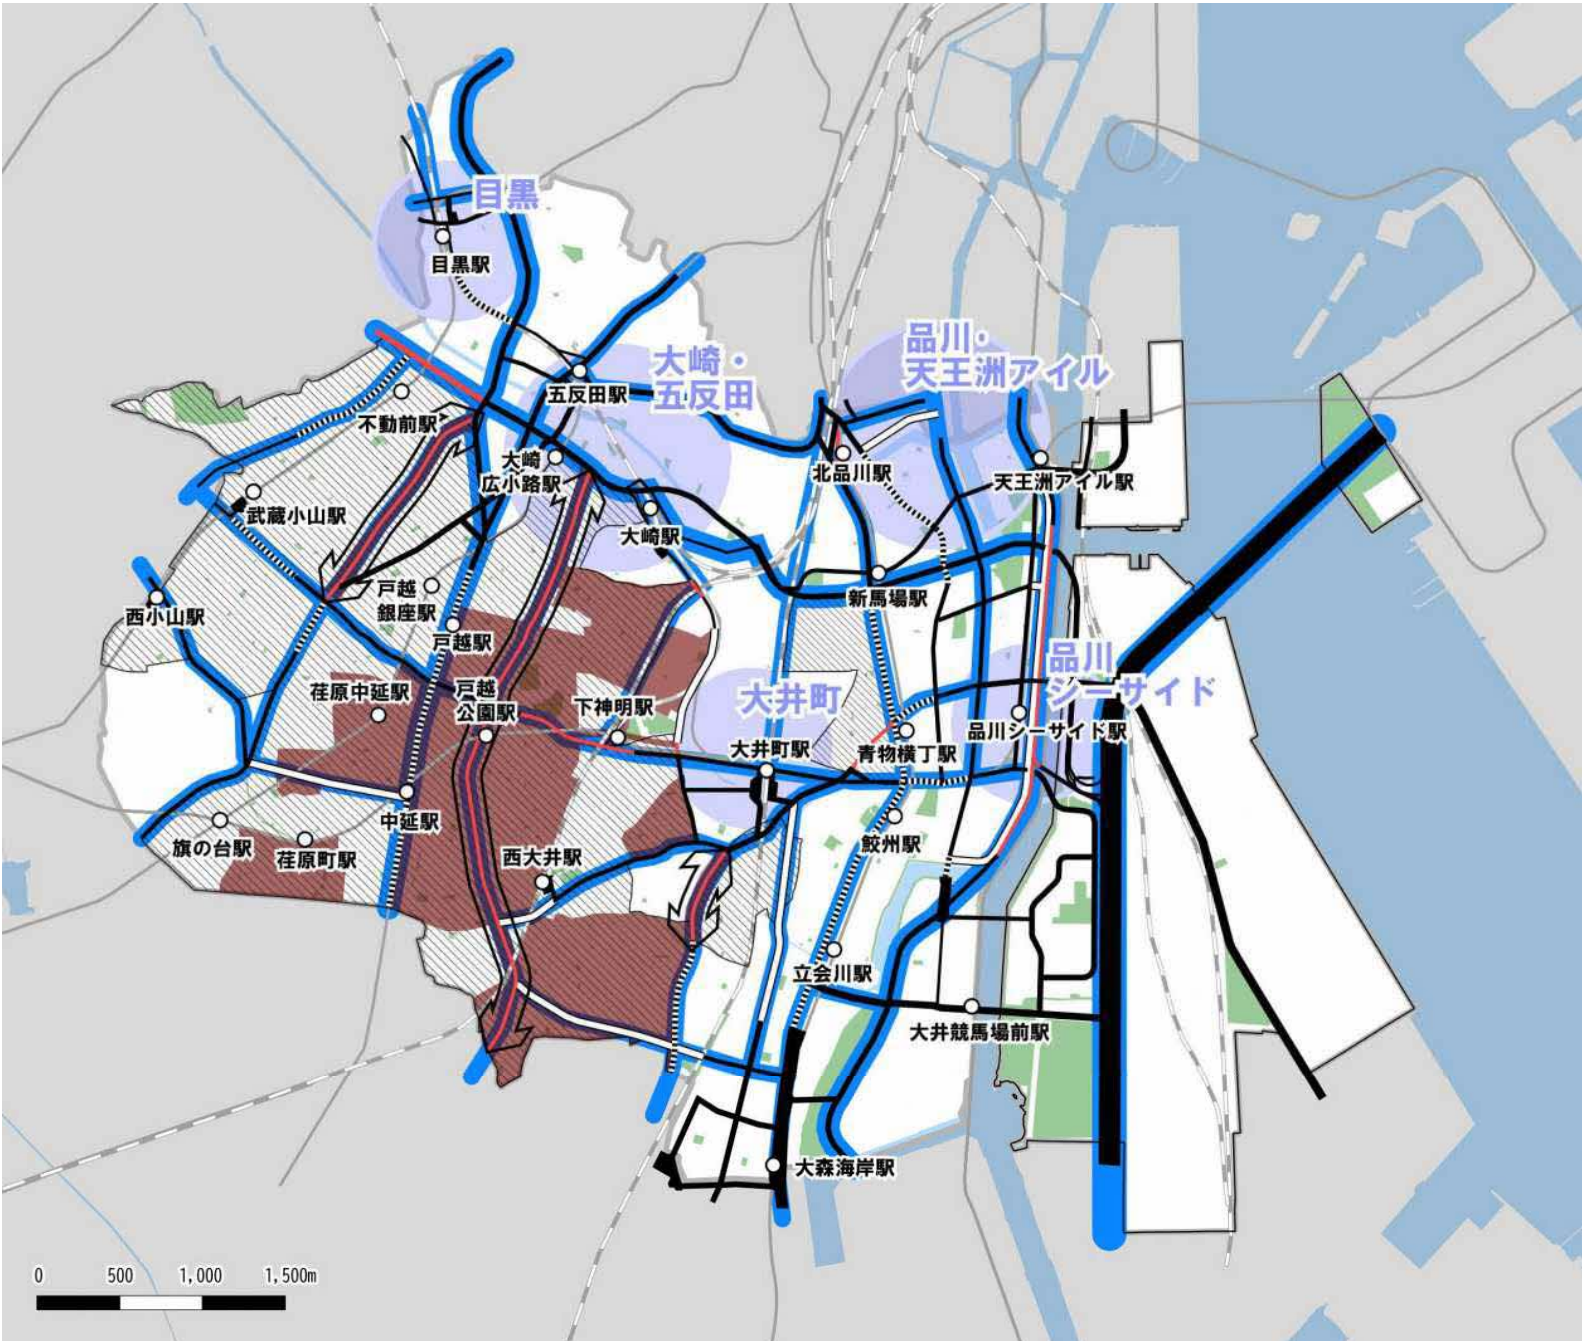 目黒
目黒駅
大崎・
五反田
品川・
天王洲アイル
五反田駅
不動前駅
大崎
広小路駅
北品川駅
天王洲アイル駅
武蔵小山駅
大崎駅
戸越
銀座駅
新馬場駅
西小山駅
戸越駅
品川
シーサイド
荏原中延駅
戸越
公園駅
下神明駅
大井町
品川シーサイド駅
大井町駅
青物横丁駅
中延駅
旗の台駅
荏原町駅
西大井駅
鮫洲駅
立会川駅
大井競馬場前駅
大森海岸駅
0 500 1,000 1,500m